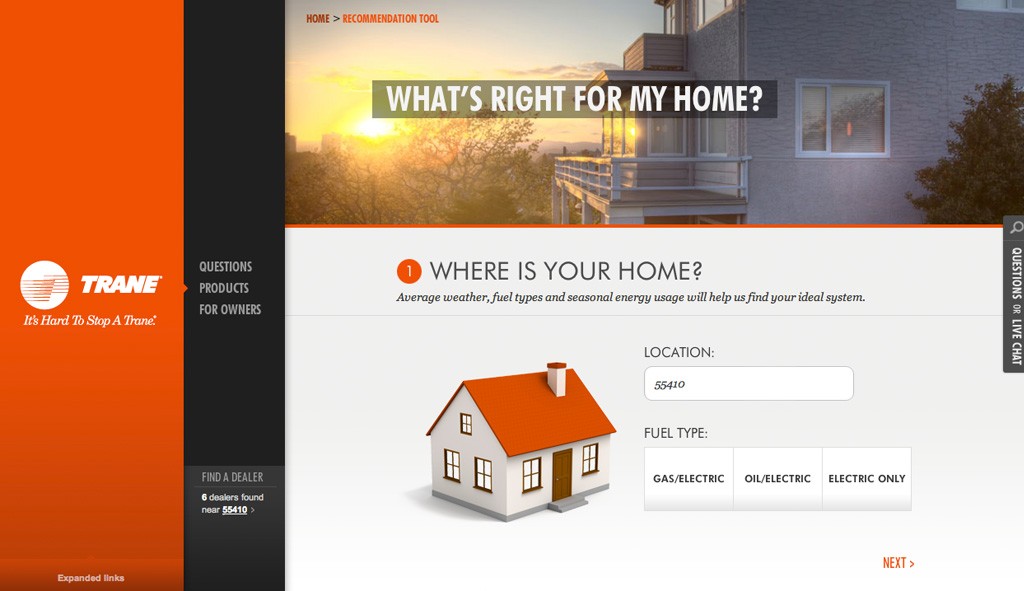 HOME > RECOMMENDATION TOOL
WHAT'S RIGHT FOR MY HOME?
TRANE
It's Hard To Stop A Trane.®
QUESTIONS
PRODUCTS
FOR OWNERS
FIND A DEALER
6 dealers found
near 55410 >
Expanded links
1 WHERE IS YOUR HOME?
Average weather, fuel types and seasonal energy usage will help us find your ideal system.
LOCATION:
55410
FUEL TYPE:
GAS/ELECTRIC OIL/ELECTRIC ELECTRIC ONLY
NEXT >
QUESTIONS OR LIVE CHAT